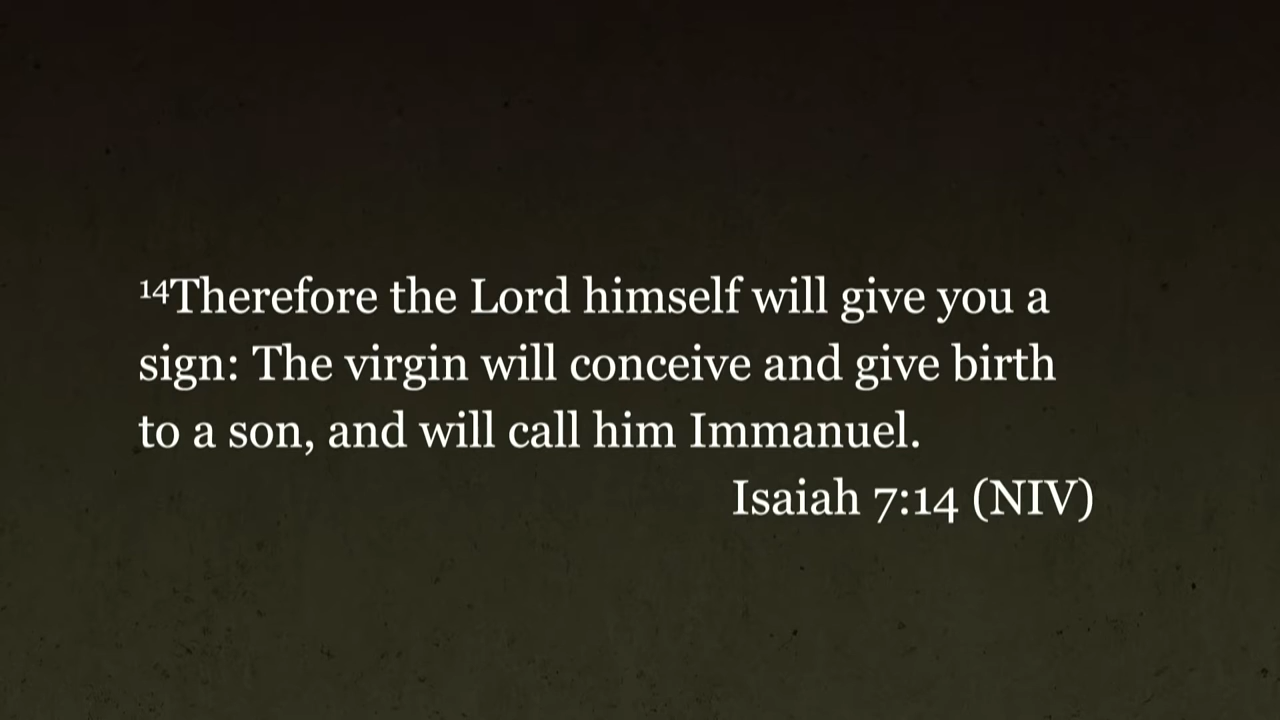 ¹⁴Therefore the Lord himself will give you a
sign: The virgin will conceive and give birth
to a son, and will call him Immanuel.
Isaiah 7:14 (NIV)